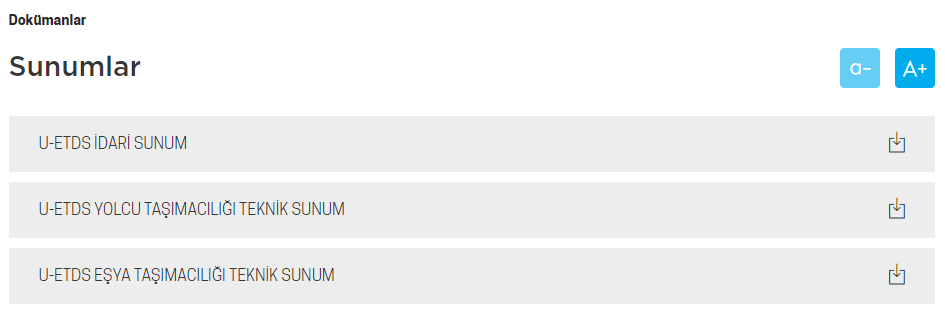 Dokümanlar
Sunumlar
a-
A+
U-ETDS İDARİ SUNUM
U-ETDS YOLCU TAŞIMACILIĞI TEKNİK SUNUM
U-ETDS EŞYA TAŞIMACILIĞI TEKNİK SUNUM